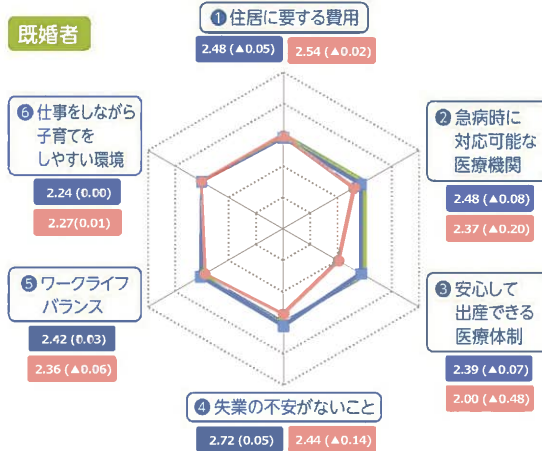 既婚者
❶住居に要する費用
2.48 (▲0.05)
2.54 (▲0.02)
❷急病時に
対応可能な
医療機関
2.48 (▲0.08)
2.37 (▲0.20)
❸安心して
出産できる
医療体制
2.39 (▲0.07)
2.00 (▲0.48)
❹失業の不安がないこと
2.72 (0.05)
2.44 (▲0.14)
❺ワークライフ
バランス
2.42 (0.03)
2.36 (▲0.06)
❻仕事をしながら
子育てを
しやすい環境
2.24 (0.00)
2.27(0.01)